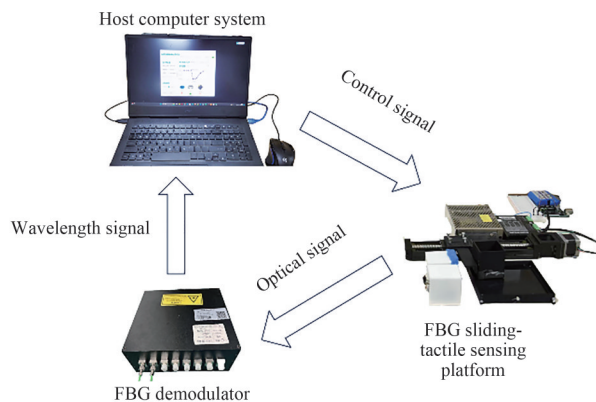 Host computer system
Control signal
Wavelength signal
Optical signal
FBG sliding-
tactile sensing
platform
FBG demodulator